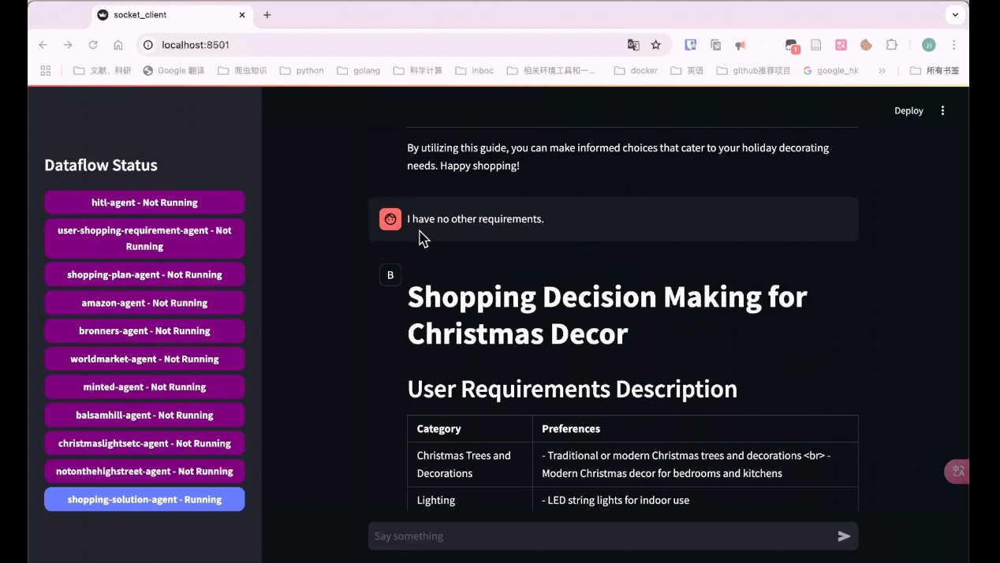 socket_client
localhost:8501
1
zi
文献、科研
Google 翻译
爬虫知识
python
golang
科学计算
inboc
相关环境工具和一...
docker
英语
github推荐项目
google_hk
所有书签
Deploy
Dataflow Status
hitl-agent - Not Running
user-shopping-requirement-agent - Not
Running
shopping-plan-agent - Not Running
amazon-agent - Not Running
bronners-agent - Not Running
worldmarket-agent - Not Running
minted-agent - Not Running
balsamhill-agent - Not Running
christmaslightsetc-agent - Not Running
notonthehighstreet-agent - Not Running
shopping-solution-agent - Running
By utilizing this guide, you can make informed choices that cater to your holiday decorating
needs. Happy shopping!
I have no other requirements.
B
Shopping Decision Making for
Christmas Decor
User Requirements Description
Category Preferences
Christmas Trees and
Decorations
- Traditional or modern Christmas trees and decorations <br> -
Modern Christmas decor for bedrooms and kitchens
Lighting - LED string lights for indoor use
Say something